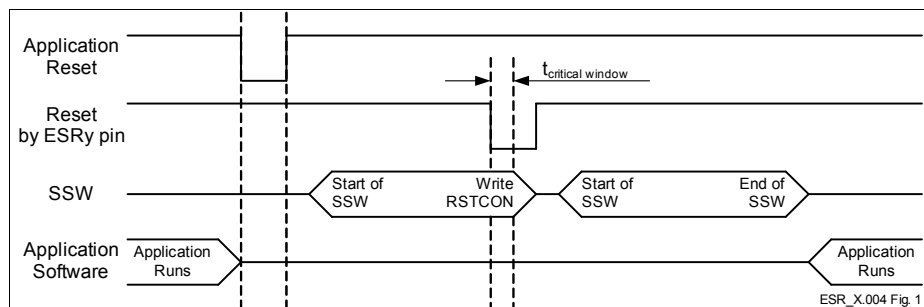 Application
Reset
t critical window
Reset
by ESRy pin
SSW
Start of
SSW
Write
RSTCON
Start of
SSW
End of
SSW
Application
Software
Application
Runs
Application
Runs
ESR_X.004 Fig. 1